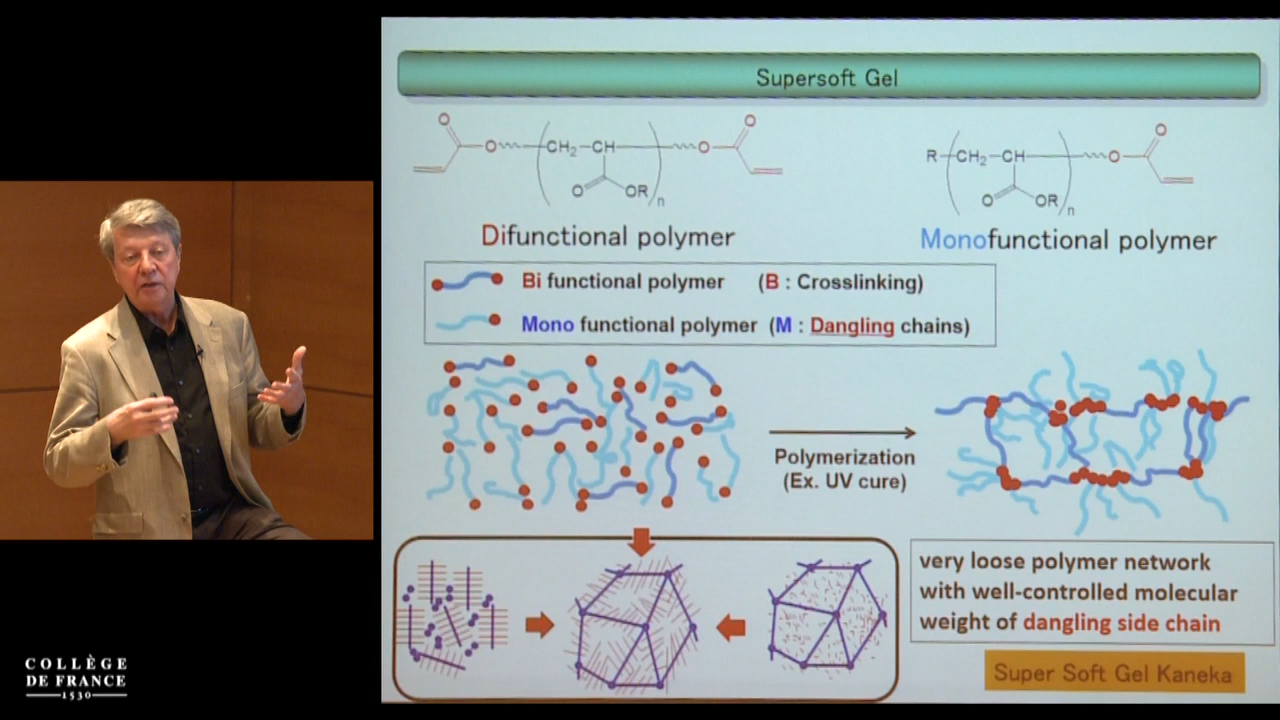 Supersoft Gel
O
O
CH2
CH
O
OR
n
O
O
Difunctional polymer
R
CH2
CH
O
OR
n
O
O
Monofunctional polymer
Bi functional polymer (B : Crosslinking)
Mono functional polymer (M : Dangling chains)
Polymerization
(Ex. UV cure)
very loose polymer network
with well-controlled molecular
weight of dangling side chain
Super Soft Gel Kaneka
COLLÈGE
DE FRANCE
1530